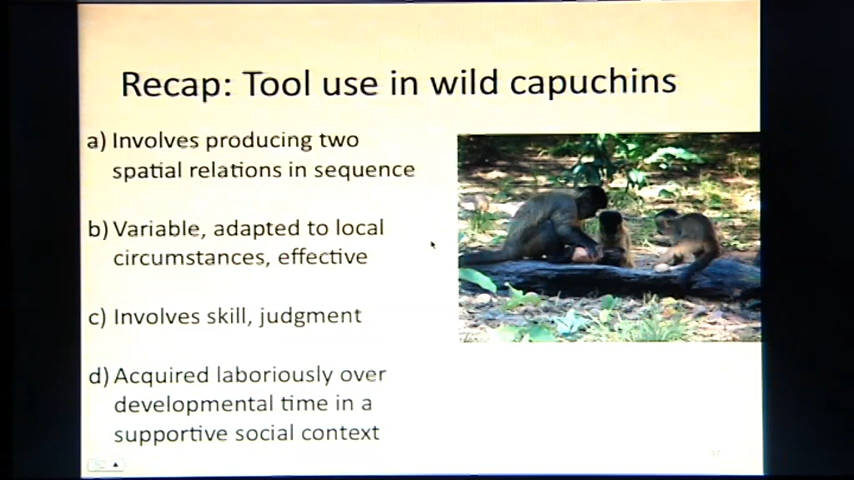 Recap: Tool use in wild capuchins
a) Involves producing two
spatial relations in sequence
b) Variable, adapted to local
circumstances, effective
c) Involves skill, judgment
d) Acquired laboriously over
developmental time in a
supportive social context